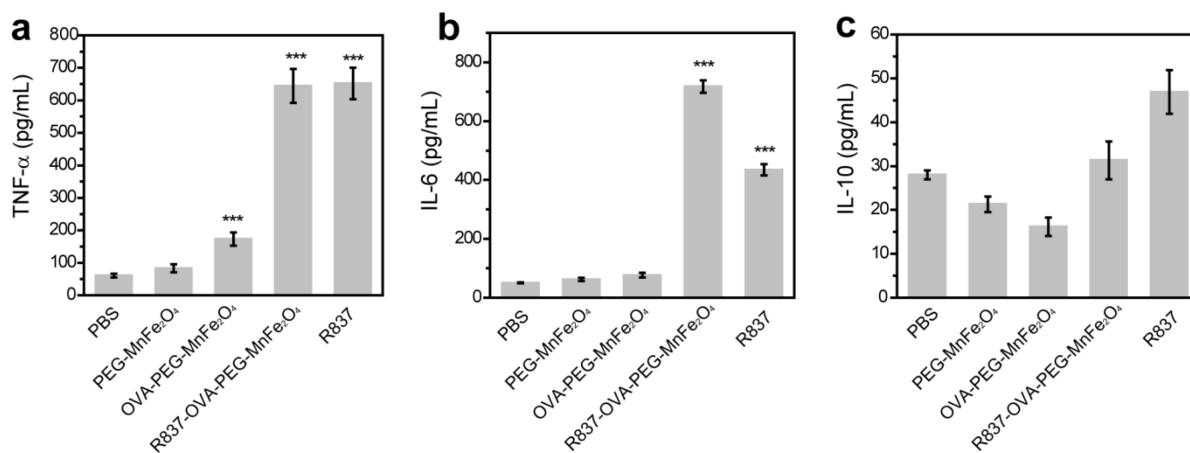 a
TNF-α (pg/mL)
800
700
600
500
400
300
200
100
0
***
***
***
PBS
PEG-MnFe₂O₄
OVA-PEG-MnFe₂O₄
R837-OVA-PEG-MnFe₂O₄
R837
b
IL-6 (pg/mL)
800
600
400
200
0
***
***
PBS
PEG-MnFe₂O₄
OVA-PEG-MnFe₂O₄
R837-OVA-PEG-MnFe₂O₄
R837
c
IL-10 (pg/mL)
60
50
40
30
20
10
0
PBS
PEG-MnFe₂O₄
OVA-PEG-MnFe₂O₄
R837-OVA-PEG-MnFe₂O₄
R837